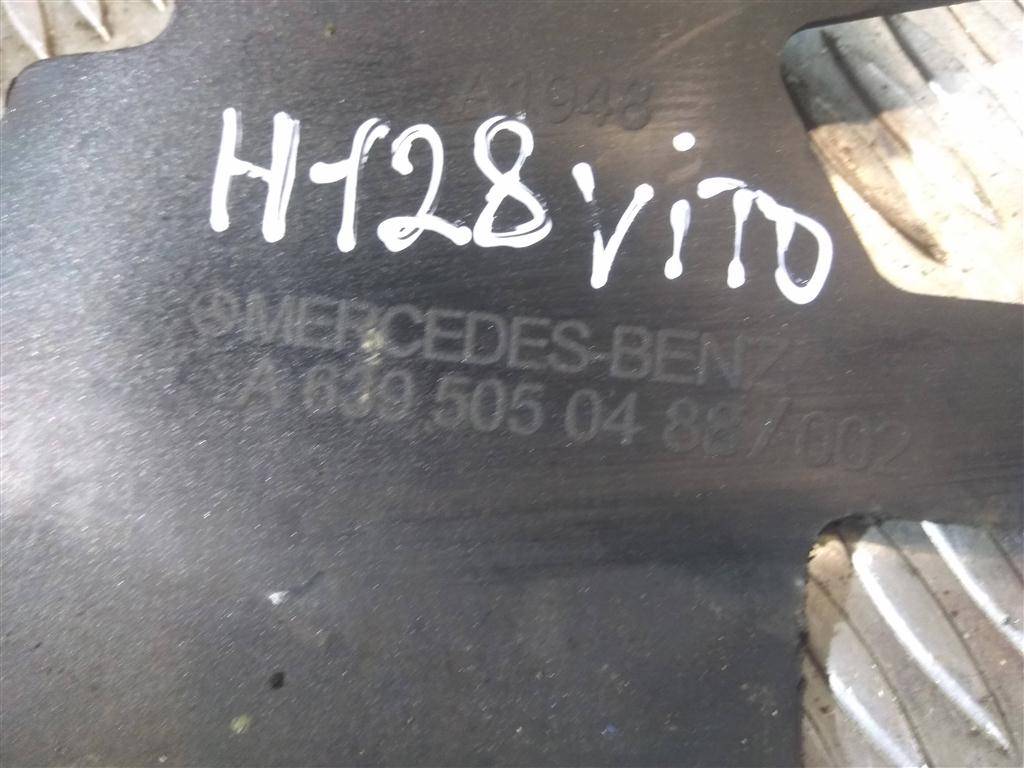 A1948
H128 ViTO
MERCEDES-BENZ
A 639 505 04 88/002